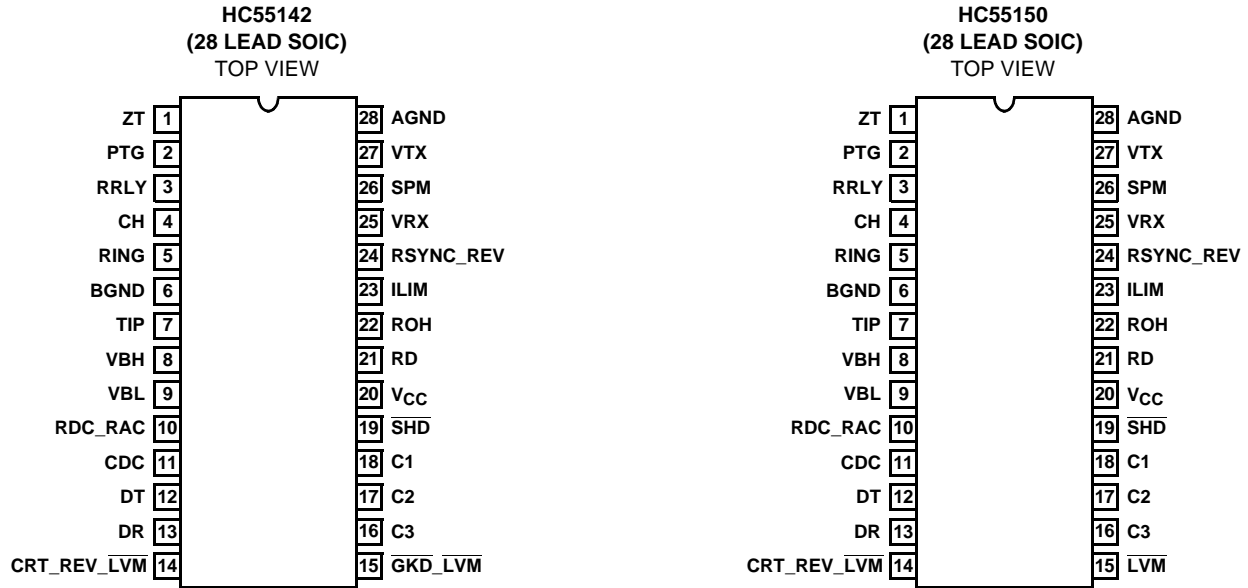 HC55142
(28 LEAD SOIC)
TOP VIEW
ZT 1
PTG 2
RRLY 3
CH 4
RING 5
BGND 6
TIP 7
VBH 8
VBL 9
RDC_RAC 10
CDC 11
DT 12
DR 13
CRT_REV_L̅V̅M̅ 14
28 AGND
27 VTX
26 SPM
25 VRX
24 RSYNC_REV
23 ILIM
22 ROH
21 RD
20 VCC
19 S̅H̅D̅
18 C1
17 C2
16 C3
15 G̅K̅D̅_L̅V̅M̅
HC55150
(28 LEAD SOIC)
TOP VIEW
ZT 1
PTG 2
RRLY 3
CH 4
RING 5
BGND 6
TIP 7
VBH 8
VBL 9
RDC_RAC 10
CDC 11
DT 12
DR 13
CRT_REV_L̅V̅M̅ 14
28 AGND
27 VTX
26 SPM
25 VRX
24 RSYNC_REV
23 ILIM
22 ROH
21 RD
20 VCC
19 S̅H̅D̅
18 C1
17 C2
16 C3
15 L̅V̅M̅